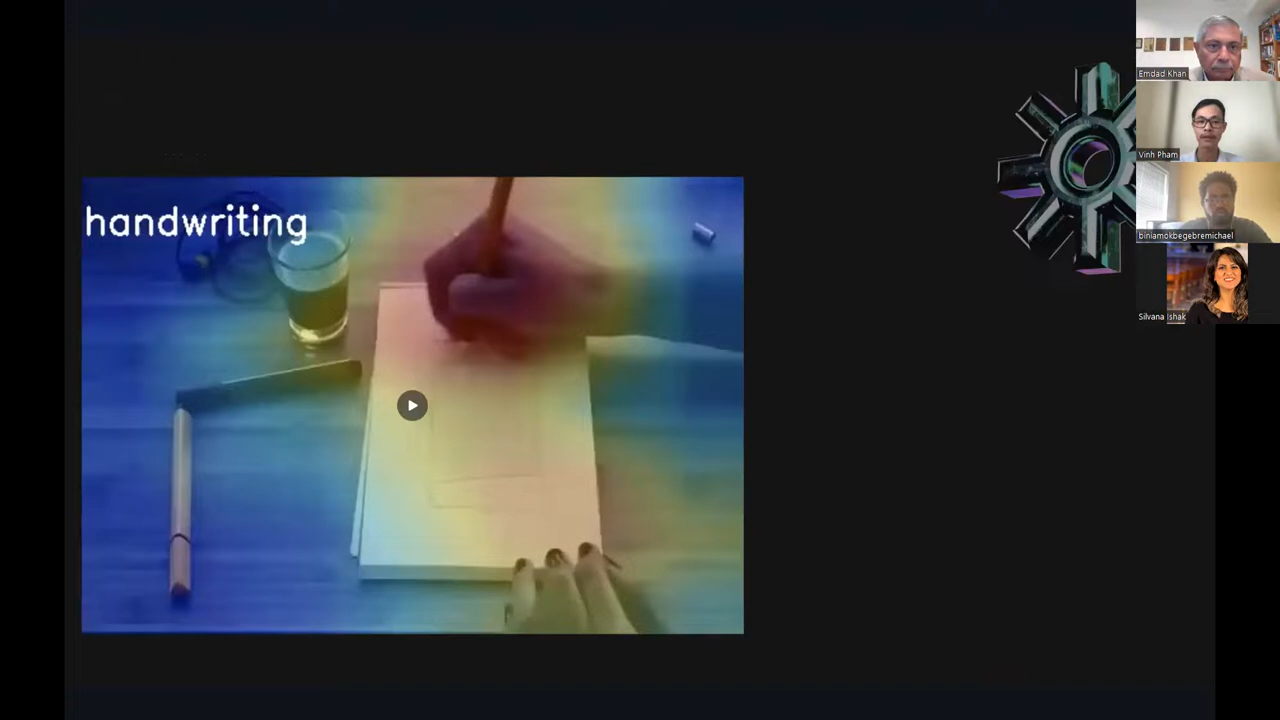 handwriting
Emdad Khan
Vinh Pham
biniamokbegebremichael
Silvana Ishak